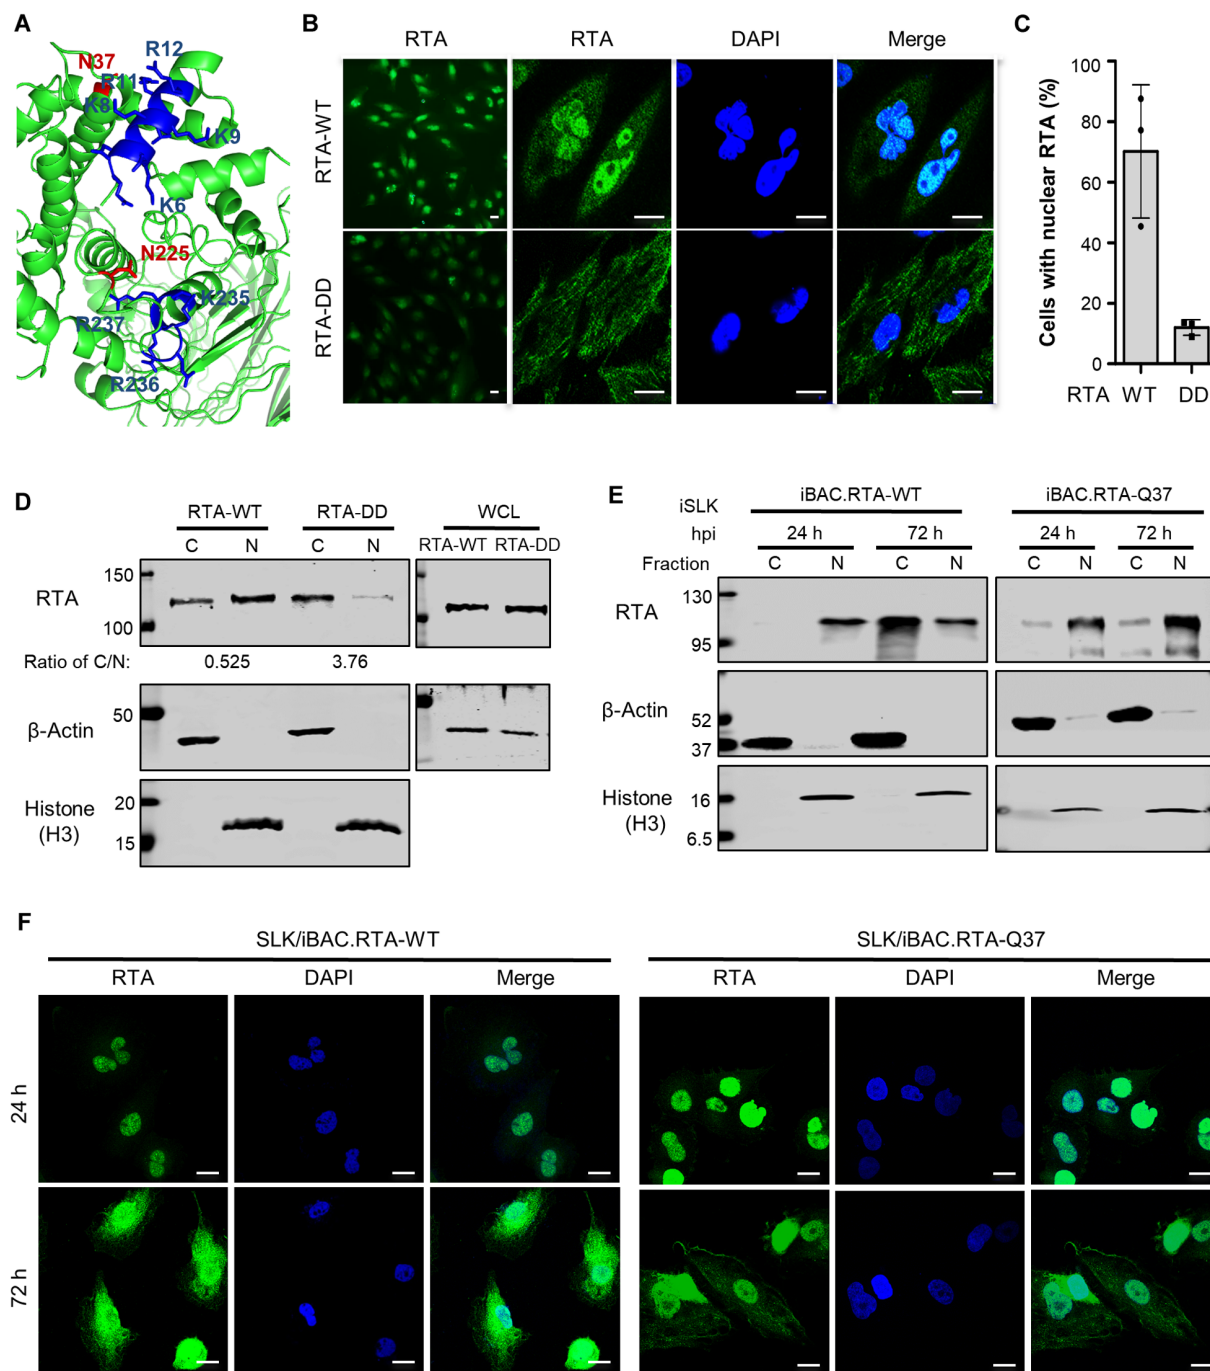 A
N37
R12
R11
K8
K9
K6
N225
K235
R237
R236
B
RTA
RTA
DAPI
Merge
RTA-WT
RTA-DD
C
Cells with nuclear RTA (%)
100
80
60
40
20
0
RTA WT DD
D
RTA-WT RTA-DD WCL
C N C N RTA-WT RTA-DD
150
RTA
100
Ratio of C/N: 0.525 3.76
50
β-Actin
20
Histone
(H3)
15
E
iSLK iBAC.RTA-WT iBAC.RTA-Q37
hpi 24 h 72 h 24 h 72 h
Fraction C N C N C N C N
130
RTA
95
β-Actin
52
37
Histone
(H3)
16
6.5
F
SLK/iBAC.RTA-WT SLK/iBAC.RTA-Q37
RTA DAPI Merge RTA DAPI Merge
24 h
72 h